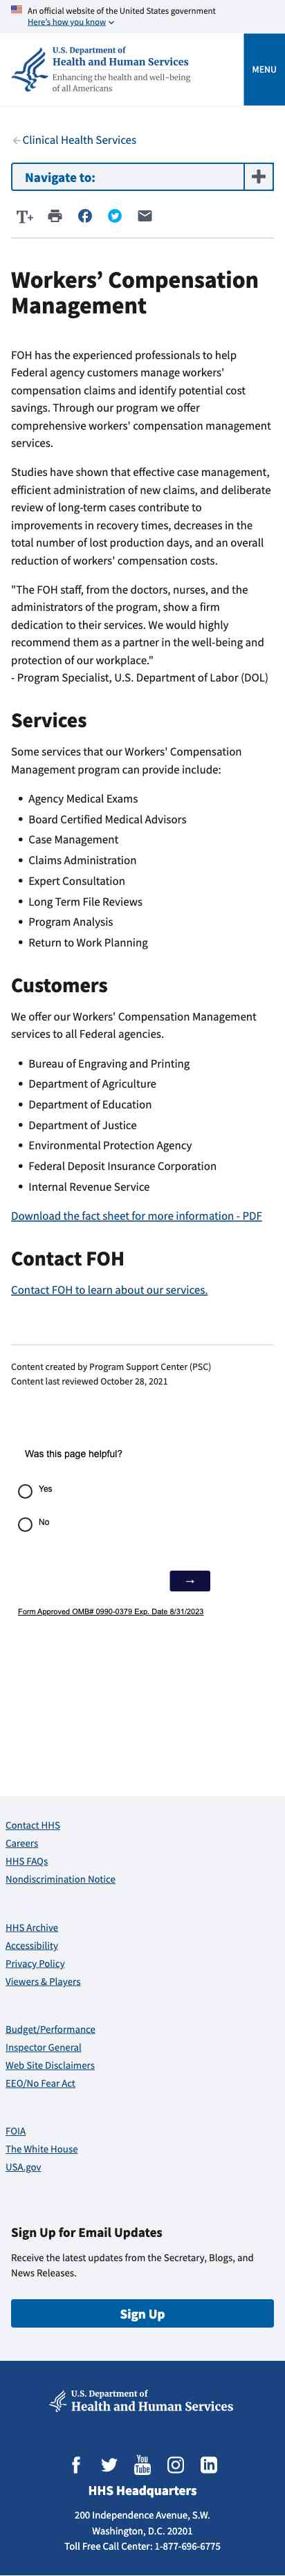 An official website of the United States government
Here's how you know
U.S. Department of
Health and Human Services
Enhancing the health and well-being
of all Americans
MENU
Clinical Health Services
Navigate to:
T+
Workers’ Compensation
Management
FOH has the experienced professionals to help
Federal agency customers manage workers'
compensation claims and identify potential cost
savings. Through our program we offer
comprehensive workers' compensation management
services.
Studies have shown that effective case management,
efficient administration of new claims, and deliberate
review of long-term cases contribute to
improvements in recovery times, decreases in the
total number of lost production days, and an overall
reduction of workers' compensation costs.
"The FOH staff, from the doctors, nurses, and the
administrators of the program, show a firm
dedication to their services. We would highly
recommend them as a partner in the well-being and
protection of our workplace."
- Program Specialist, U.S. Department of Labor (DOL)
Services
Some services that our Workers' Compensation
Management program can provide include:
• Agency Medical Exams
• Board Certified Medical Advisors
• Case Management
• Claims Administration
• Expert Consultation
• Long Term File Reviews
• Program Analysis
• Return to Work Planning
Customers
We offer our Workers' Compensation Management
services to all Federal agencies.
• Bureau of Engraving and Printing
• Department of Agriculture
• Department of Education
• Department of Justice
• Environmental Protection Agency
• Federal Deposit Insurance Corporation
• Internal Revenue Service
Download the fact sheet for more information - PDF
Contact FOH
Contact FOH to learn about our services.
Content created by Program Support Center (PSC)
Content last reviewed October 28, 2021
Was this page helpful?
Yes
No
→
Form Approved OMB# 0990-0379 Exp. Date 8/31/2023
Contact HHS
Careers
HHS FAQs
Nondiscrimination Notice
HHS Archive
Accessibility
Privacy Policy
Viewers & Players
Budget/Performance
Inspector General
Web Site Disclaimers
EEO/No Fear Act
FOIA
The White House
USA.gov
Sign Up for Email Updates
Receive the latest updates from the Secretary, Blogs, and
News Releases.
Sign Up
U.S. Department of
Health and Human Services
You Tube
HHS Headquarters
200 Independence Avenue, S.W.
Washington, D.C. 20201
Toll Free Call Center: 1-877-696-6775